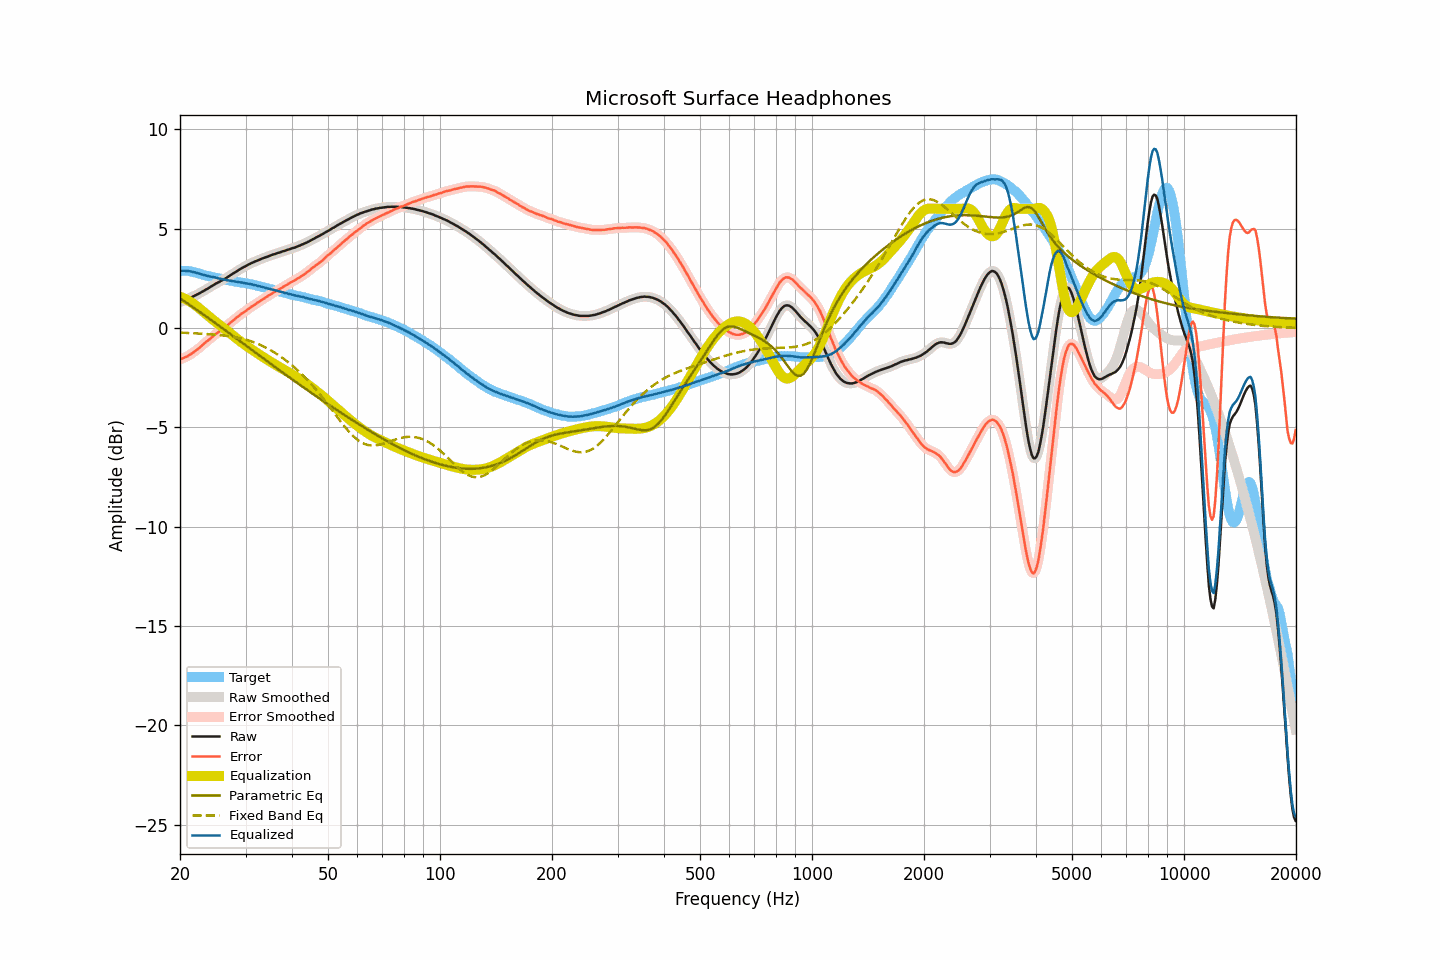 Microsoft Surface Headphones
10
5
0
−5
−10
−15
−20
−25
Amplitude (dBr)
Target
Raw Smoothed
Error Smoothed
Raw
Error
Equalization
Parametric Eq
Fixed Band Eq
Equalized
20 50 100 200 500 1000 2000 5000 10000 20000
Frequency (Hz)